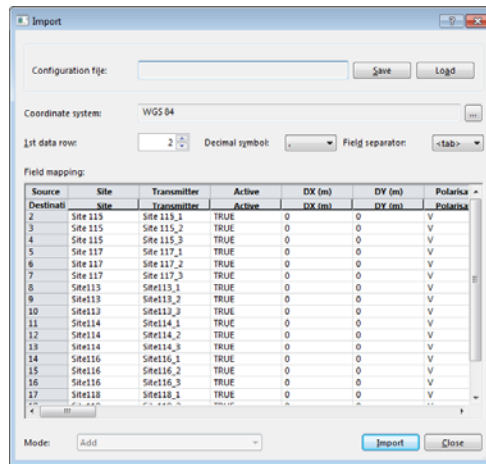 Import
Configuration file: Save Load
Coordinate system: WGS 84 ...
1st data row: 2 Decimal symbol: . Field separator: <tab>
Field mapping:
Source Site Transmitter Active DX (m) DY (m) Polarisa
Destinati Site Transmitter Active DX (m) DY (m) Polarisa
2 Site 115 Site 115_1 TRUE 0 0 V
3 Site 115 Site 115_2 TRUE 0 0 V
4 Site 115 Site 115_3 TRUE 0 0 V
5 Site 117 Site 117_1 TRUE 0 0 V
6 Site 117 Site 117_2 TRUE 0 0 V
7 Site 117 Site 117_3 TRUE 0 0 V
8 Site113 Site113_1 TRUE 0 0 V
9 Site113 Site113_2 TRUE 0 0 V
10 Site113 Site113_3 TRUE 0 0 V
11 Site114 Site114_1 TRUE 0 0 V
12 Site114 Site114_2 TRUE 0 0 V
13 Site114 Site114_3 TRUE 0 0 V
14 Site116 Site116_1 TRUE 0 0 V
15 Site116 Site116_2 TRUE 0 0 V
16 Site116 Site116_3 TRUE 0 0 V
17 Site118 Site118_1 TRUE 0 0 V
Mode: Add Import Close